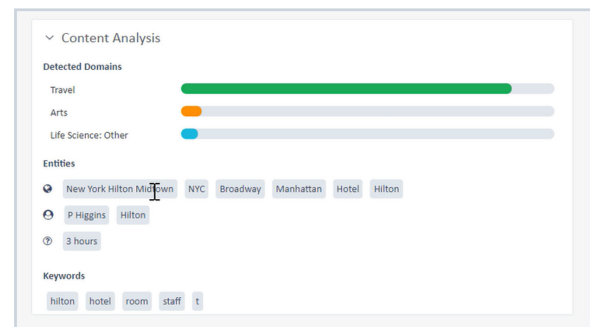 Content Analysis
Detected Domains
Travel
Arts
Life Science: Other
Entities
New York Hilton Midtown NYC Broadway Manhattan Hotel Hilton
P Higgins Hilton
3 hours
Keywords
hilton hotel room staff t